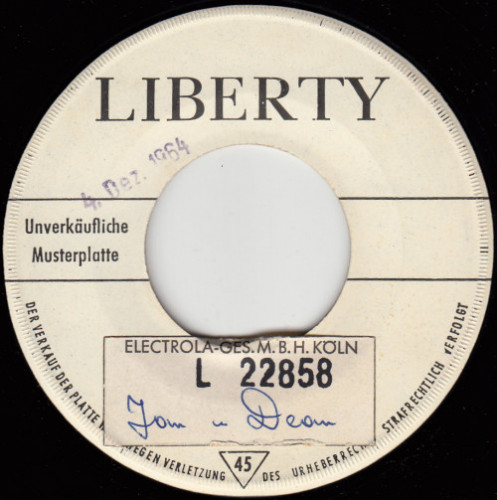 LIBERTY
4. Dez. 1964
Unverkäufliche
Musterplatte
ELECTROLA-GES.M.B.H. KÖLN
L 22858
Jan u Dean
DER VERKAUF DER PLATTE EGEN VERLETZUNG DES URHEBERREC STRAFRECHTLICH VERFOLGT
45